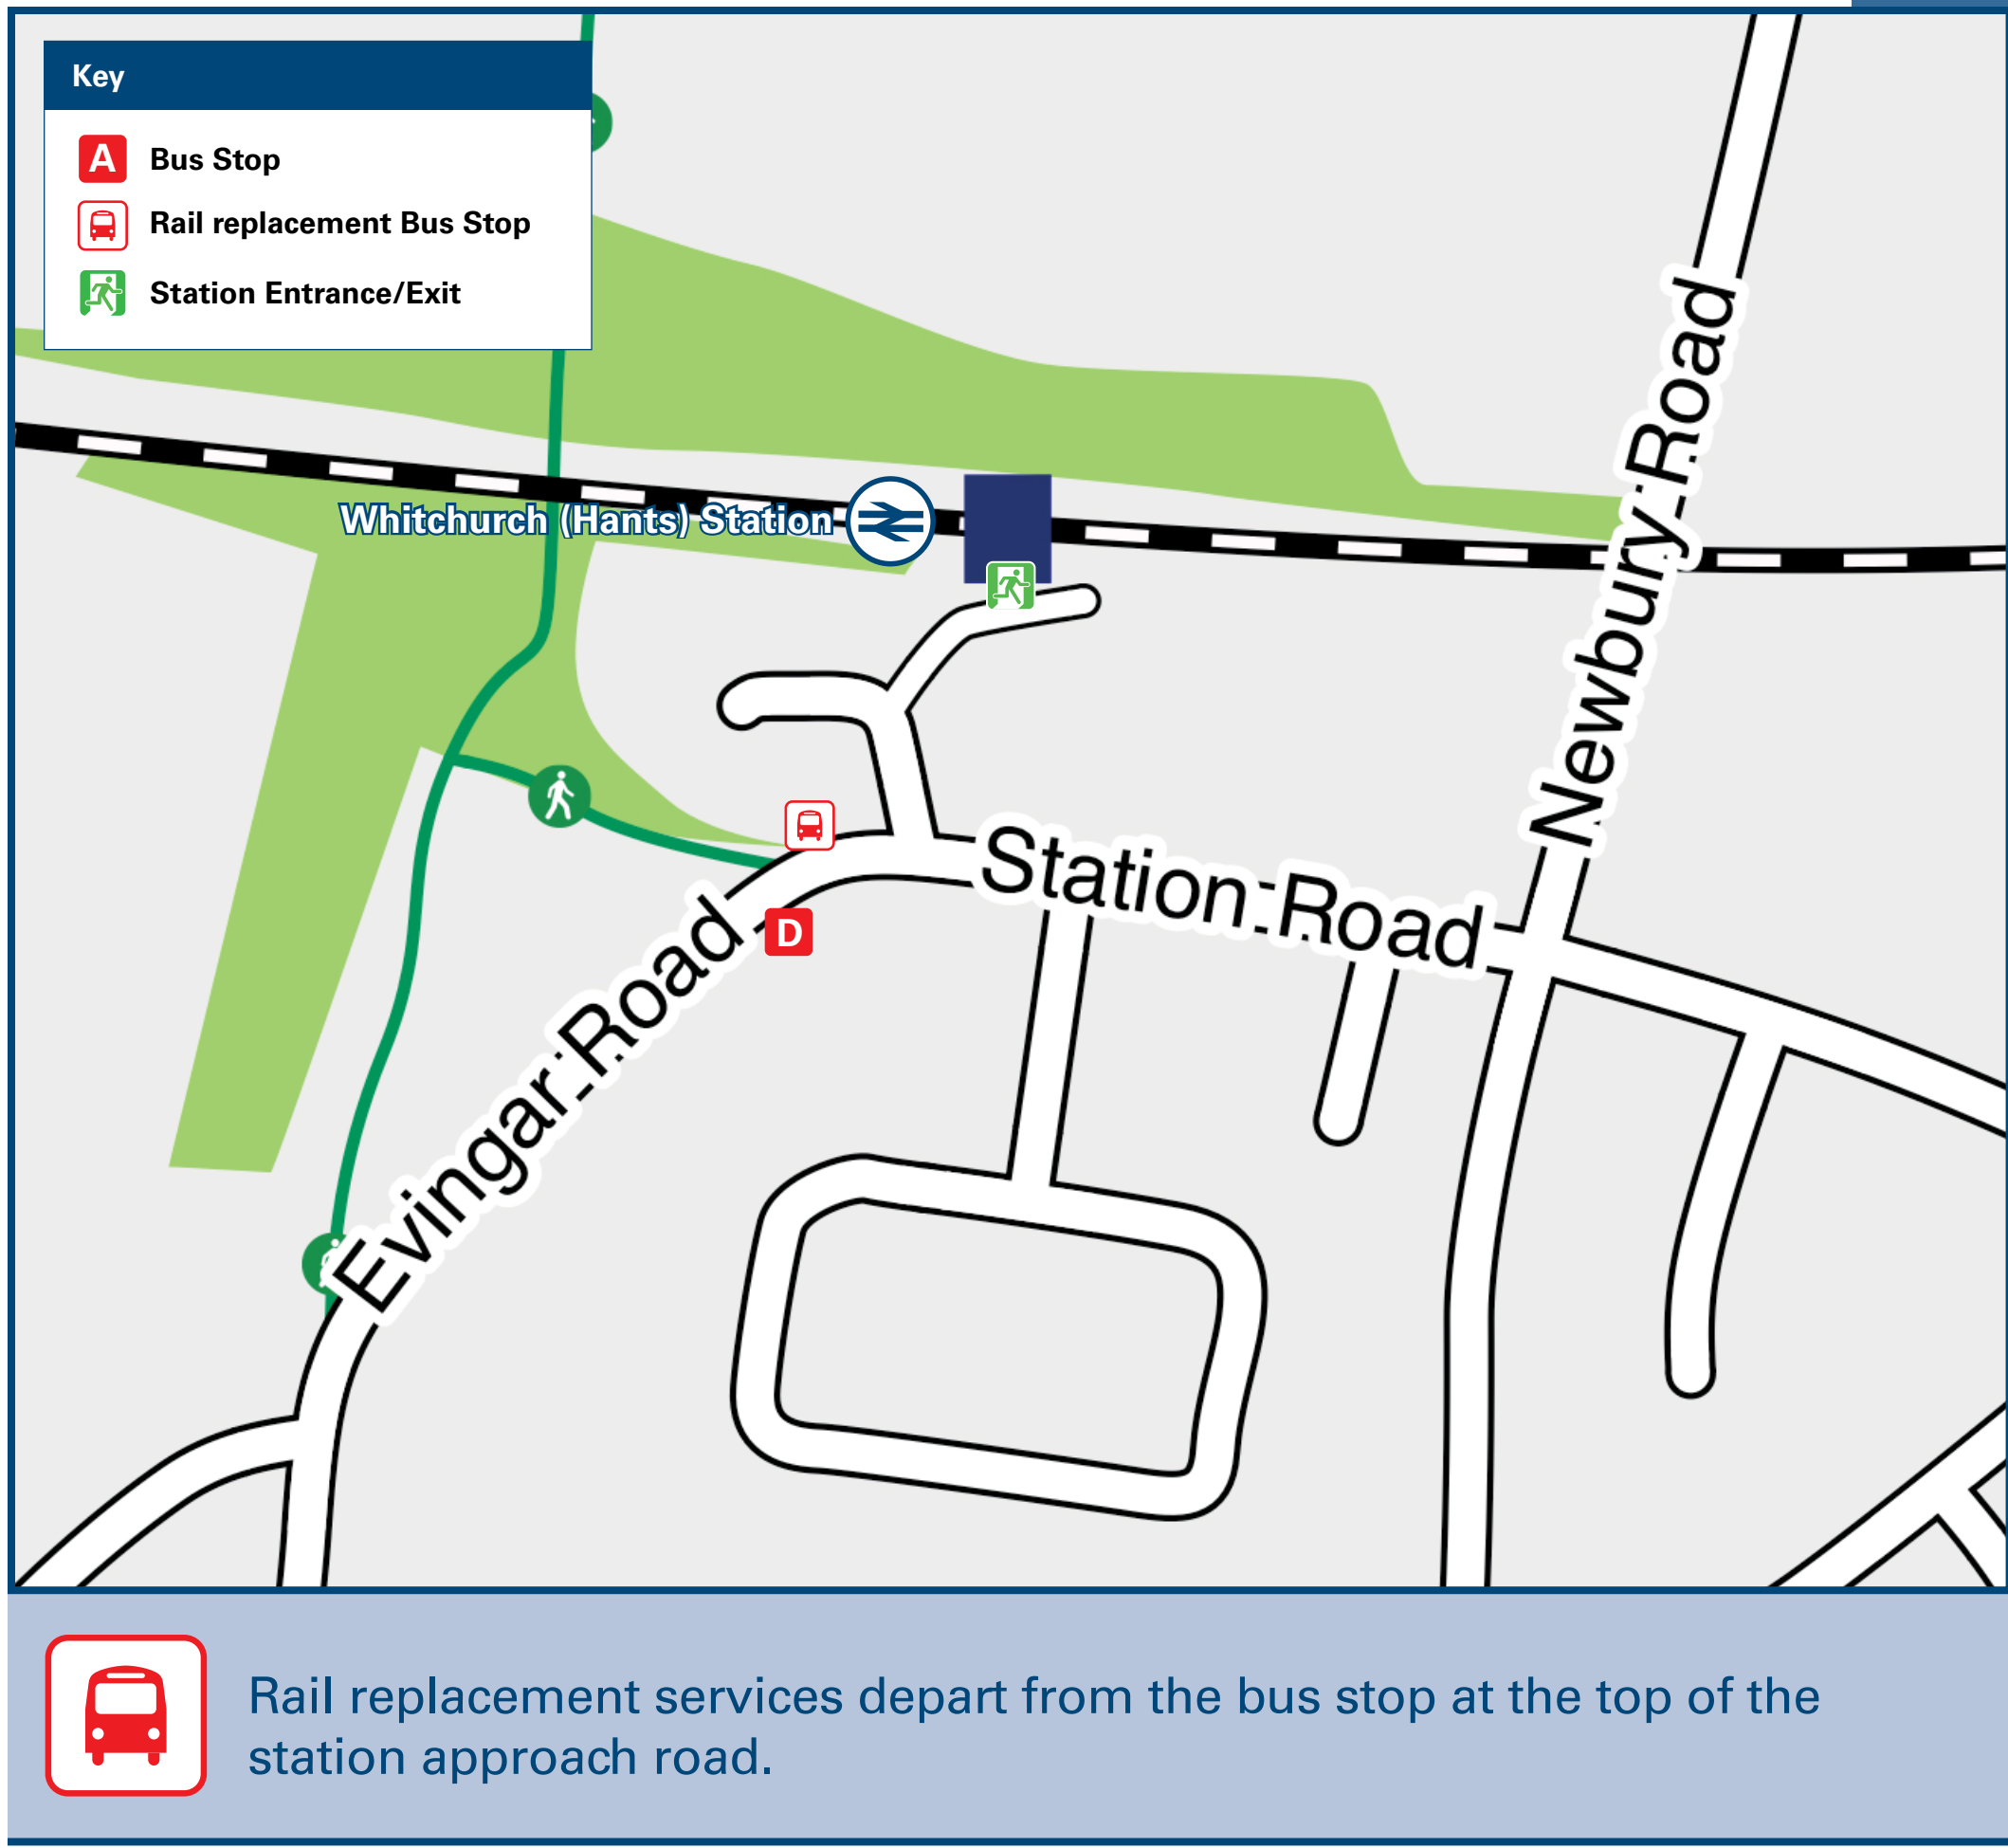 Key
A Bus Stop
Rail replacement Bus Stop
Station Entrance/Exit
Newbury Road
Whitchurch (Hants) Station
Station Road
D
Evingar Road
Rail replacement services depart from the bus stop at the top of the
station approach road.